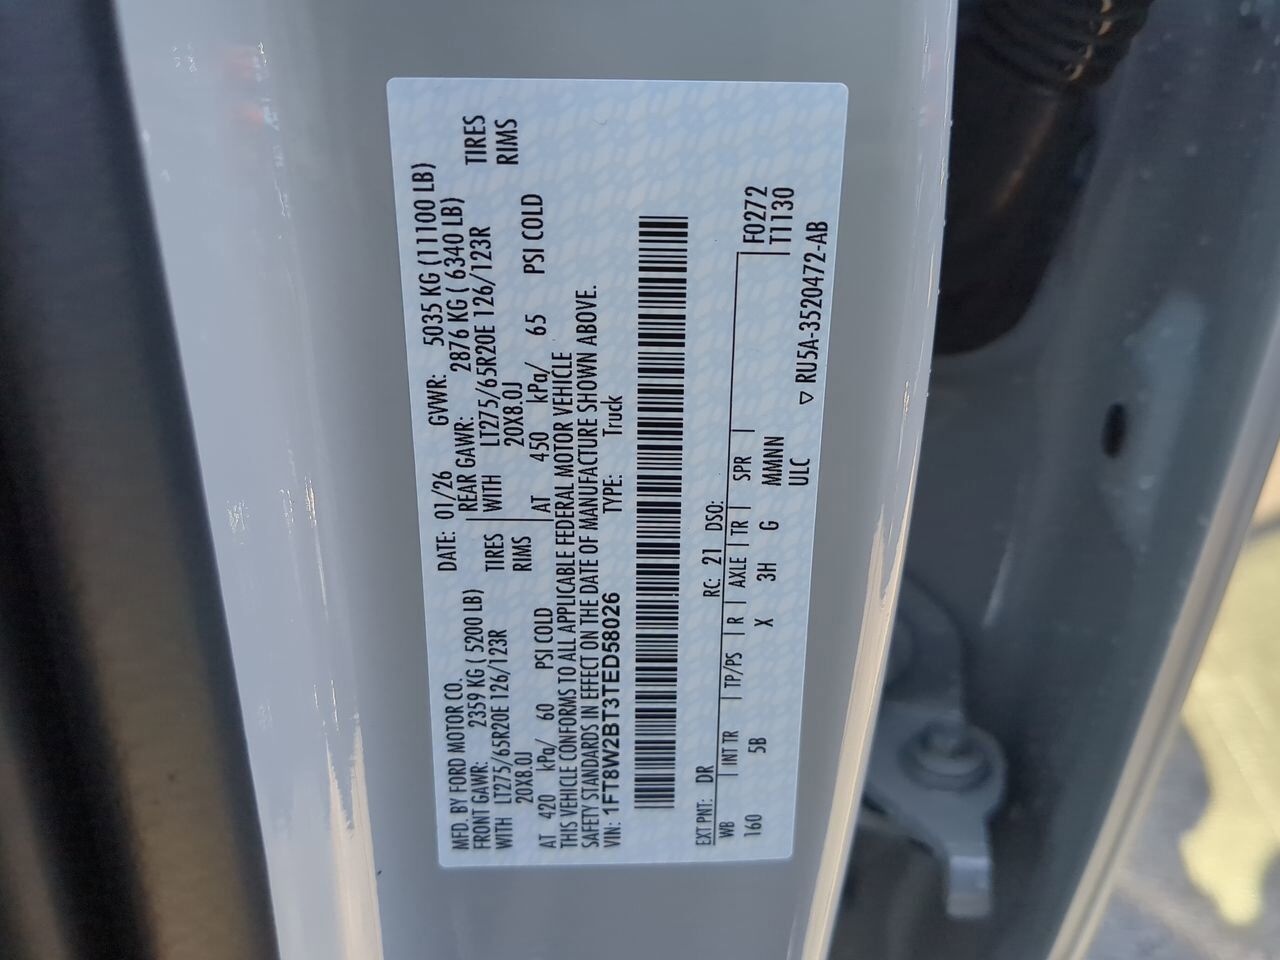 MFD. BY FORD MOTOR CO.
DATE: 01/26 GVWR: 5035 KG (11100 LB)
FRONT GAWR: 2359 KG ( 5200 LB) REAR GAWR: 2876 KG ( 6340 LB)
WITH LT275/65R20E 126/123R TIRES WITH LT275/65R20E 126/123R TIRES
20X8.0J RIMS 20X8.0J RIMS
AT 420 kPa/ 60 PSI COLD AT 450 kPa/ 65 PSI COLD
THIS VEHICLE CONFORMS TO ALL APPLICABLE FEDERAL MOTOR VEHICLE
SAFETY STANDARDS IN EFFECT ON THE DATE OF MANUFACTURE SHOWN ABOVE.
VIN: 1FT8W2BT3TED58026 TYPE: Truck
EXT PNT: DR RC: 21 DSO:
WB INT TR TP/PS R AXLE TR SPR F0272
160 5B X 3H G MMNN T1130
ULC
▽ RU5A-3520472-AB